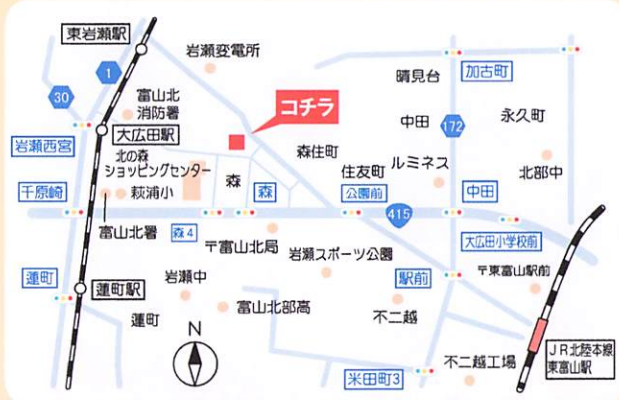 東岩瀬駅
岩瀬変電所
1
30
富山北
消防署
コチラ
晴見台
加古町
中田
172
永久町
岩瀬西宮
大広田駅
北の森
ショッピングセンター
森住町
住友町
ルミネス
北部中
千原崎
萩浦小
森
森
公園前
415
中田
富山北署
森4
〒富山北局
岩瀬スポーツ公園
大広田小学校前
蓮町
蓮町駅
岩瀬中
駅前
〒東富山駅前
蓮町
富山北部高
不二越
N
米田町3
不二越工場
JR北陸本線
東富山駅